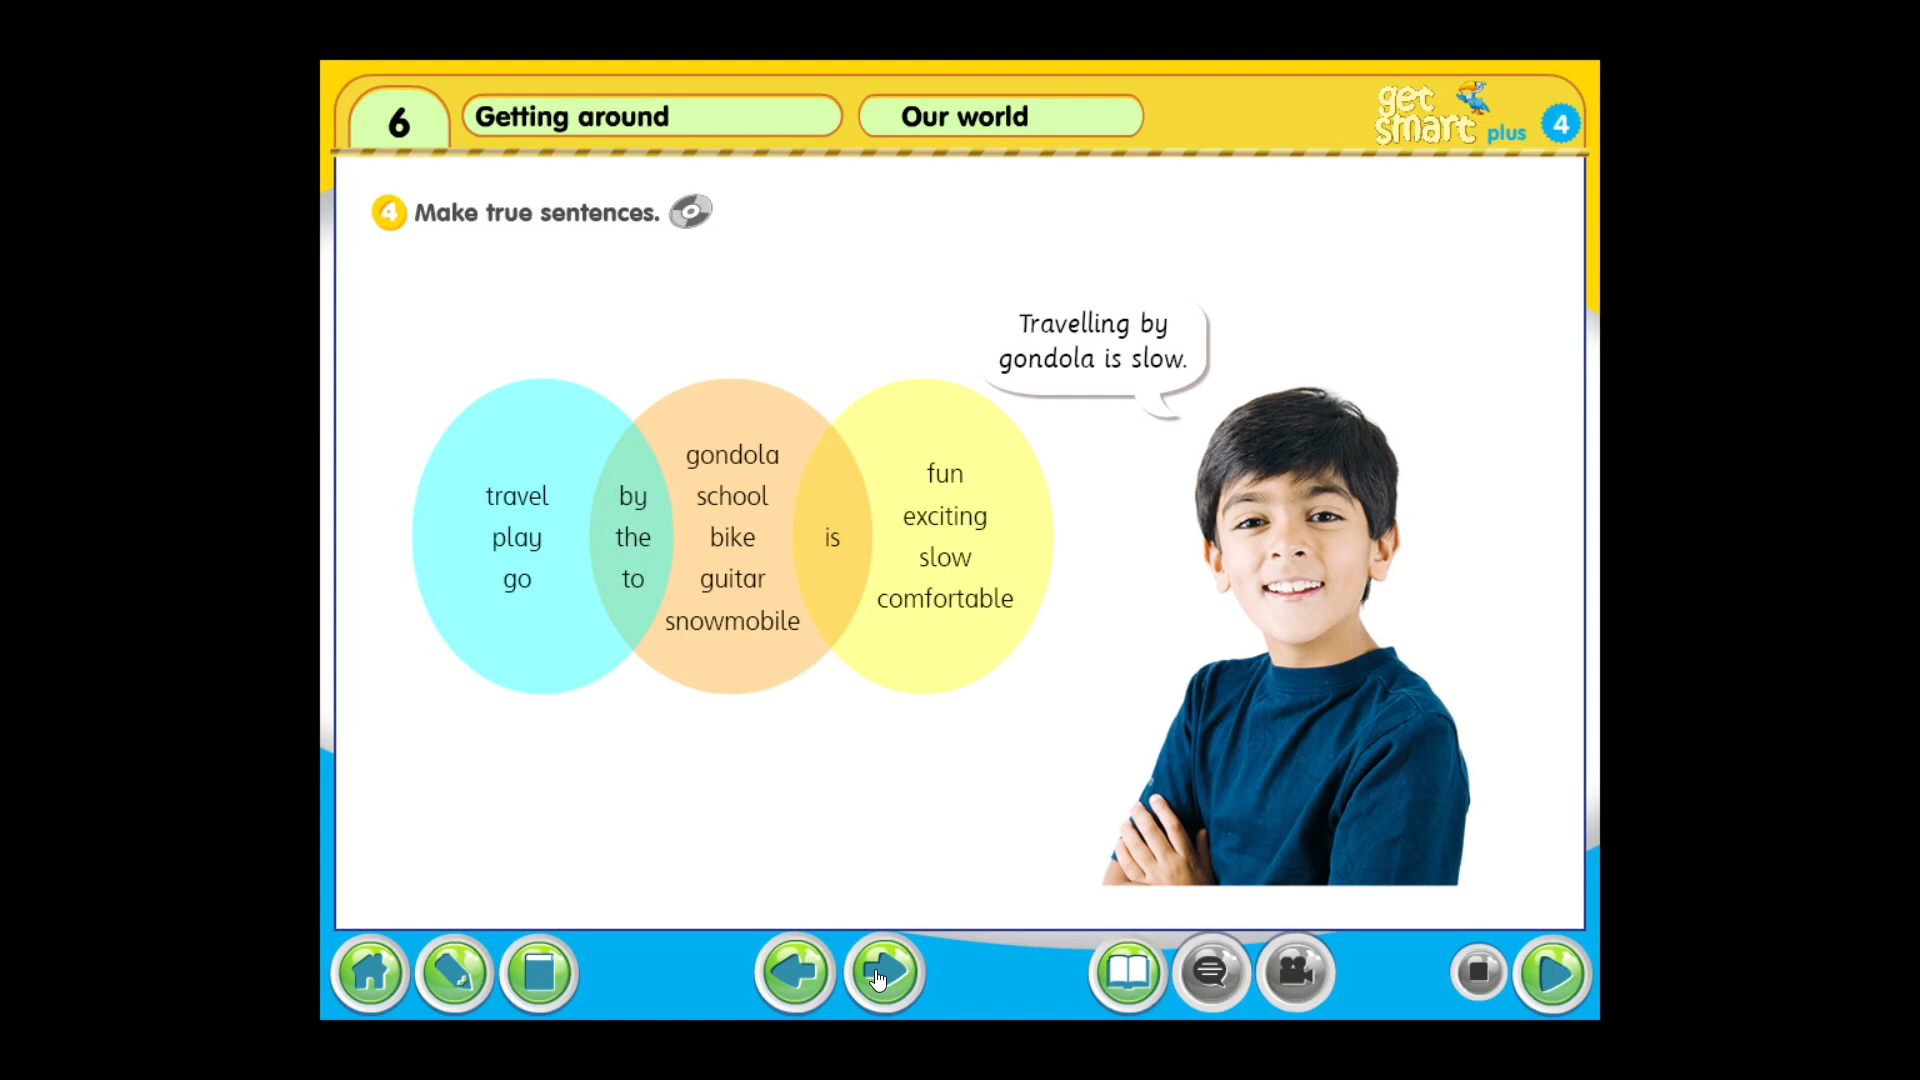 6
Getting around
Our world
get smart plus 4
4 Make true sentences.
Travelling by
gondola is slow.
travel
play
go
by
the
to
gondola
school
bike
guitar
snowmobile
is
fun
exciting
slow
comfortable